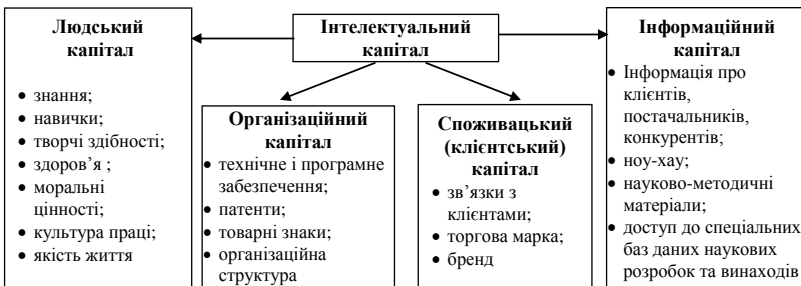 Людський
капітал
• знання;
• навички;
• творчі здібності;
• здоров’я ;
• моральні
цінності;
• культура праці;
• якість життя
Інтелектуальний
капітал
Організаційний
капітал
• технічне і програмне
забезпечення;
• патенти;
• товарні знаки;
• організаційна
структура
Споживацький
(клієнтський)
капітал
• зв’язки з
клієнтами;
• торгова марка;
• бренд
Інформаційний
капітал
• Інформація про
клієнтів,
постачальників,
конкурентів;
• ноу-хау;
• науково-методичні
матеріали;
• доступ до спеціальних
баз даних наукових
розробок та винаходів